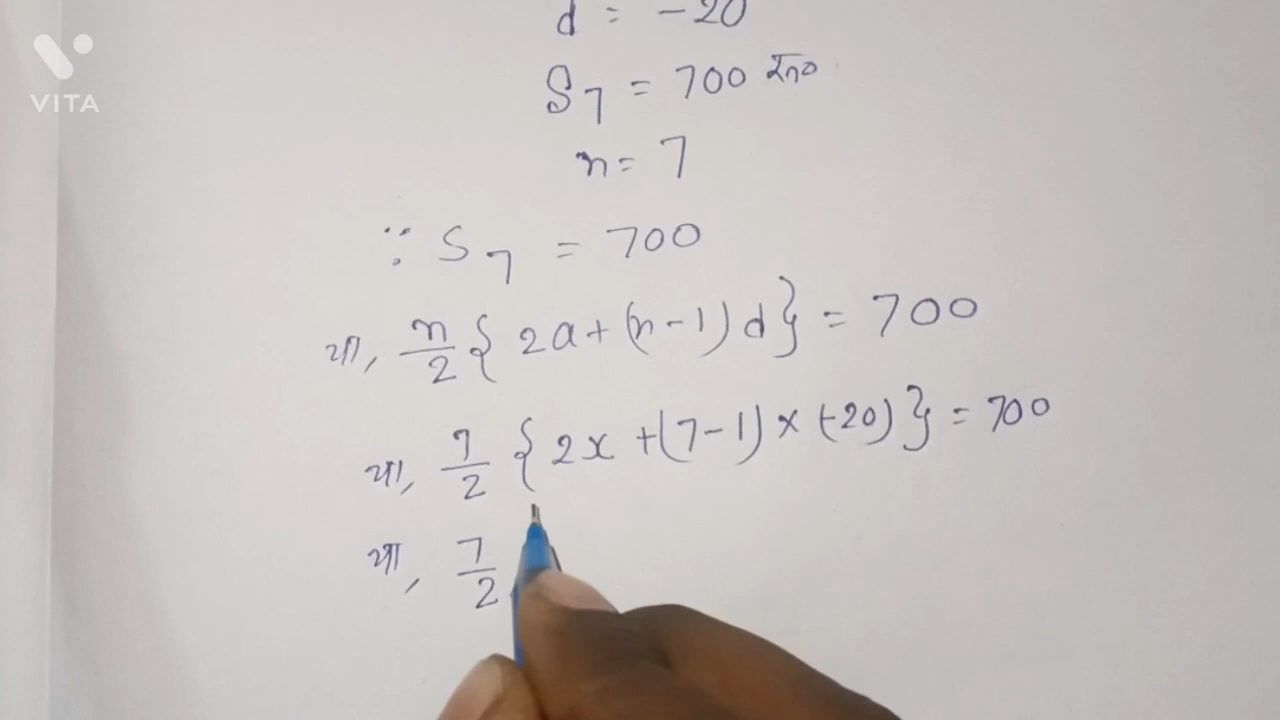 VITA
d = -20
S₇ = 700 रू०
n = 7
∵ S₇ = 700
या, n/2 { 2a + (n-1) d } = 700
या, 7/2 { 2x + (7-1) × (-20) } = 700
या, 7/2